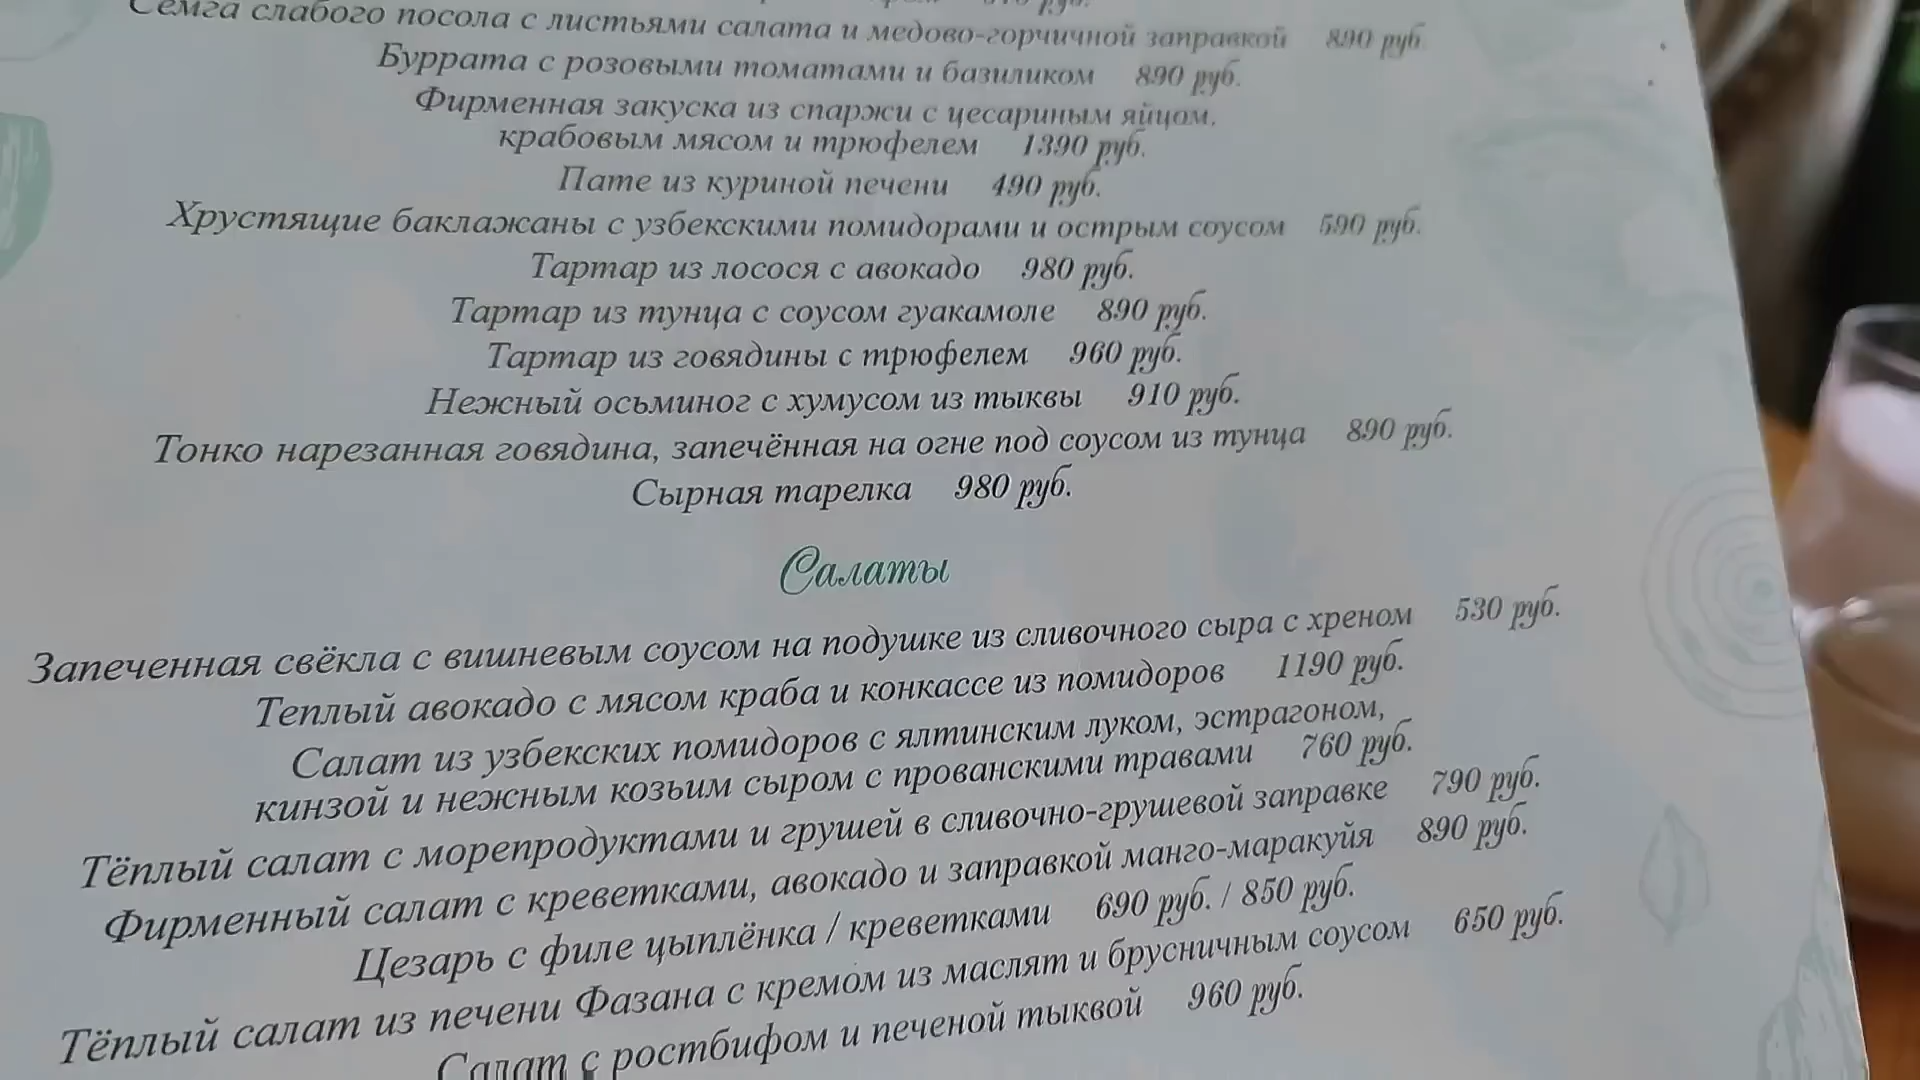 Сёмга слабого посола с листьями салата и медово-горчичной заправкой 890 руб.
Буррата с розовыми томатами и базиликом 890 руб.
Фирменная закуска из спаржи с цесариным яйцом,
крабовым мясом и трюфелем 1390 руб.
Пате из куриной печени 490 руб.
Хрустящие баклажаны с узбекскими помидорами и острым соусом 590 руб.
Тартар из лосося с авокадо 980 руб.
Тартар из тунца с соусом гуакамоле 890 руб.
Тартар из говядины с трюфелем 960 руб.
Нежный осьминог с хумусом из тыквы 910 руб.
Тонко нарезанная говядина, запечённая на огне под соусом из тунца 890 руб.
Сырная тарелка 980 руб.
Салаты
Запеченная свёкла с вишневым соусом на подушке из сливочного сыра с хреном 530 руб.
Теплый авокадо с мясом краба и конкассе из помидоров 1190 руб.
Салат из узбекских помидоров с ялтинским луком, эстрагоном,
кинзой и нежным козьим сыром с прованскими травами 760 руб.
Тёплый салат с морепродуктами и грушей в сливочно-грушевой заправке 790 руб.
Фирменный салат с креветками, авокадо и заправкой манго-маракуйя 890 руб.
Цезарь с филе цыплёнка / креветками 690 руб. / 850 руб.
Тёплый салат из печени Фазана с кремом из маслят и брусничным соусом 650 руб.
Салат с ростбифом и печеной тыквой 960 руб.